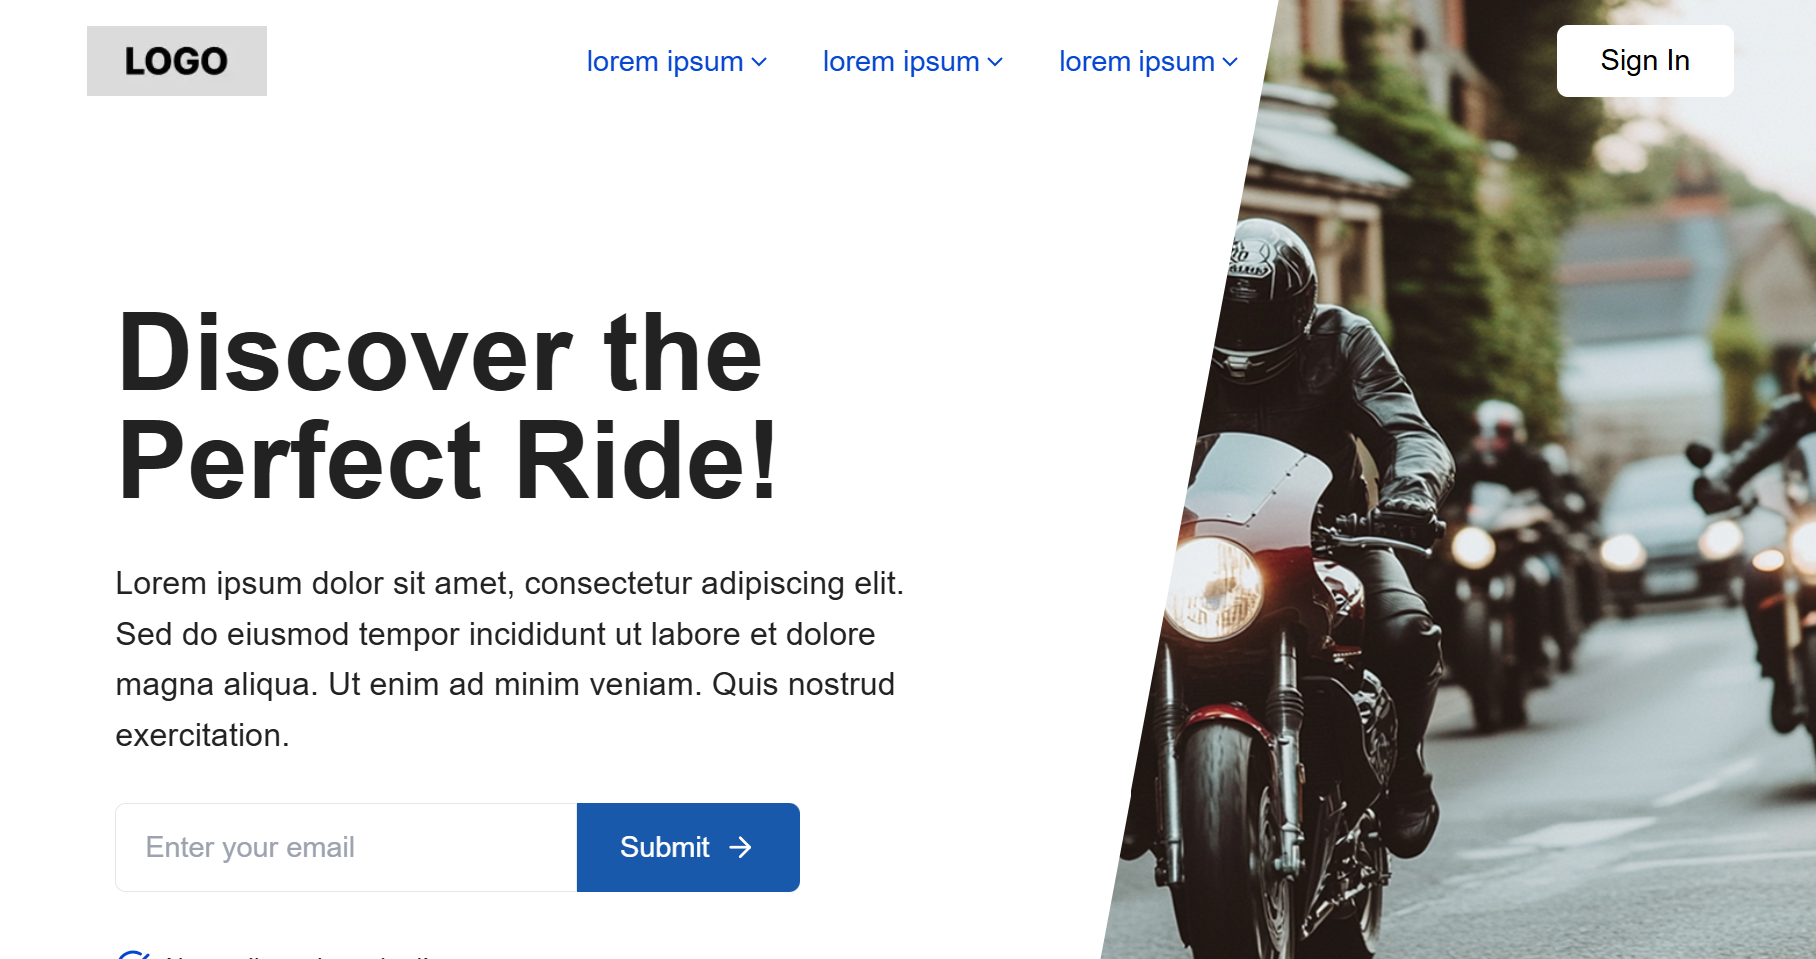 LOGO
lorem ipsum
lorem ipsum
lorem ipsum
Sign In
Discover the
Perfect Ride!
Lorem ipsum dolor sit amet, consectetur adipiscing elit.
Sed do eiusmod tempor incididunt ut labore et dolore
magna aliqua. Ut enim ad minim veniam. Quis nostrud
exercitation.
Enter your email
Submit